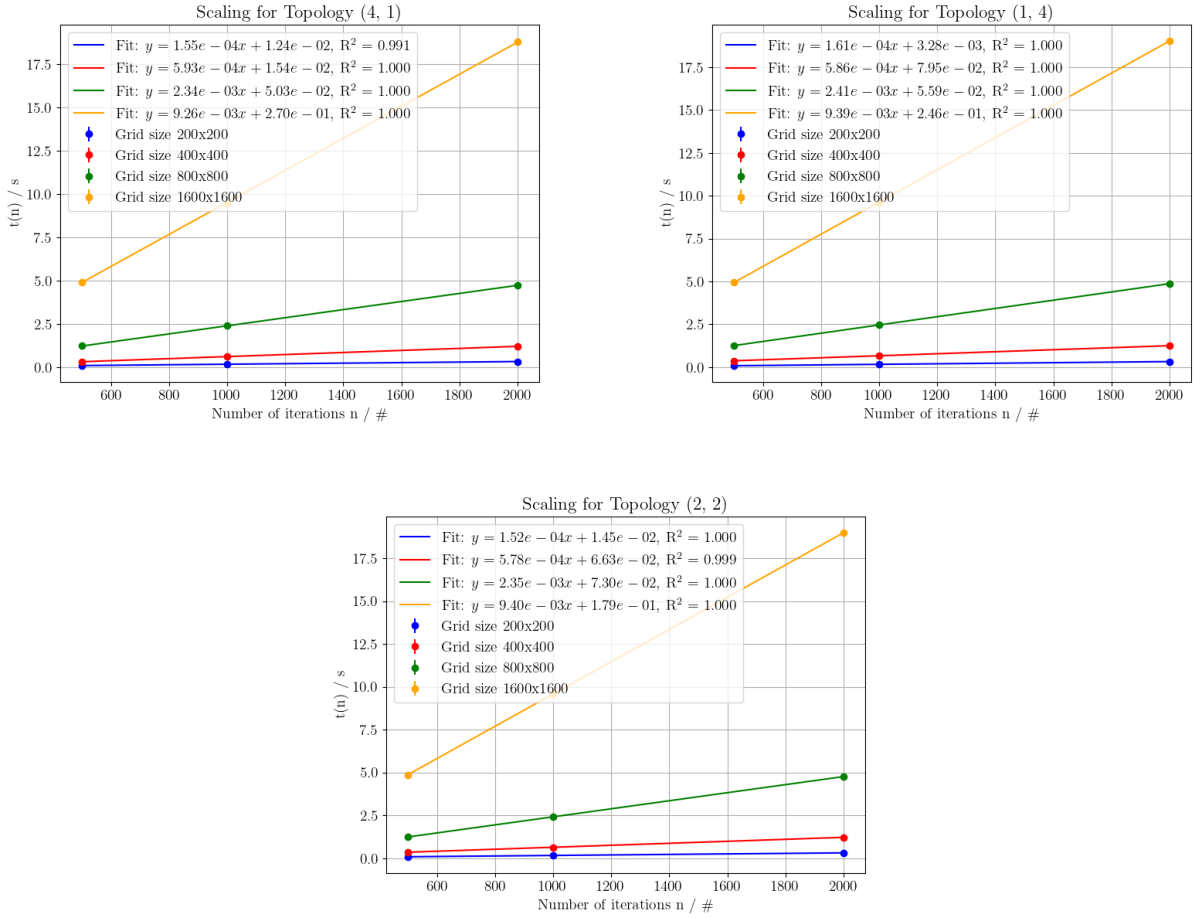 Scaling for Topology (4, 1)
Fit: y = 1.55e − 04x + 1.24e − 02, R² = 0.991
Fit: y = 5.93e − 04x + 1.54e − 02, R² = 1.000
Fit: y = 2.34e − 03x + 5.03e − 02, R² = 1.000
Fit: y = 9.26e − 03x + 2.70e − 01, R² = 1.000
Grid size 200x200
Grid size 400x400
Grid size 800x800
Grid size 1600x1600
t(n) / s
17.5
15.0
12.5
10.0
7.5
5.0
2.5
0.0
600 800 1000 1200 1400 1600 1800 2000
Number of iterations n / #
Scaling for Topology (1, 4)
Fit: y = 1.61e − 04x + 3.28e − 03, R² = 1.000
Fit: y = 5.86e − 04x + 7.95e − 02, R² = 1.000
Fit: y = 2.41e − 03x + 5.59e − 02, R² = 1.000
Fit: y = 9.39e − 03x + 2.46e − 01, R² = 1.000
Grid size 200x200
Grid size 400x400
Grid size 800x800
Grid size 1600x1600
t(n) / s
17.5
15.0
12.5
10.0
7.5
5.0
2.5
0.0
600 800 1000 1200 1400 1600 1800 2000
Number of iterations n / #
Scaling for Topology (2, 2)
Fit: y = 1.52e − 04x + 1.45e − 02, R² = 1.000
Fit: y = 5.78e − 04x + 6.63e − 02, R² = 0.999
Fit: y = 2.35e − 03x + 7.30e − 02, R² = 1.000
Fit: y = 9.40e − 03x + 1.79e − 01, R² = 1.000
Grid size 200x200
Grid size 400x400
Grid size 800x800
Grid size 1600x1600
t(n) / s
17.5
15.0
12.5
10.0
7.5
5.0
2.5
0.0
600 800 1000 1200 1400 1600 1800 2000
Number of iterations n / #